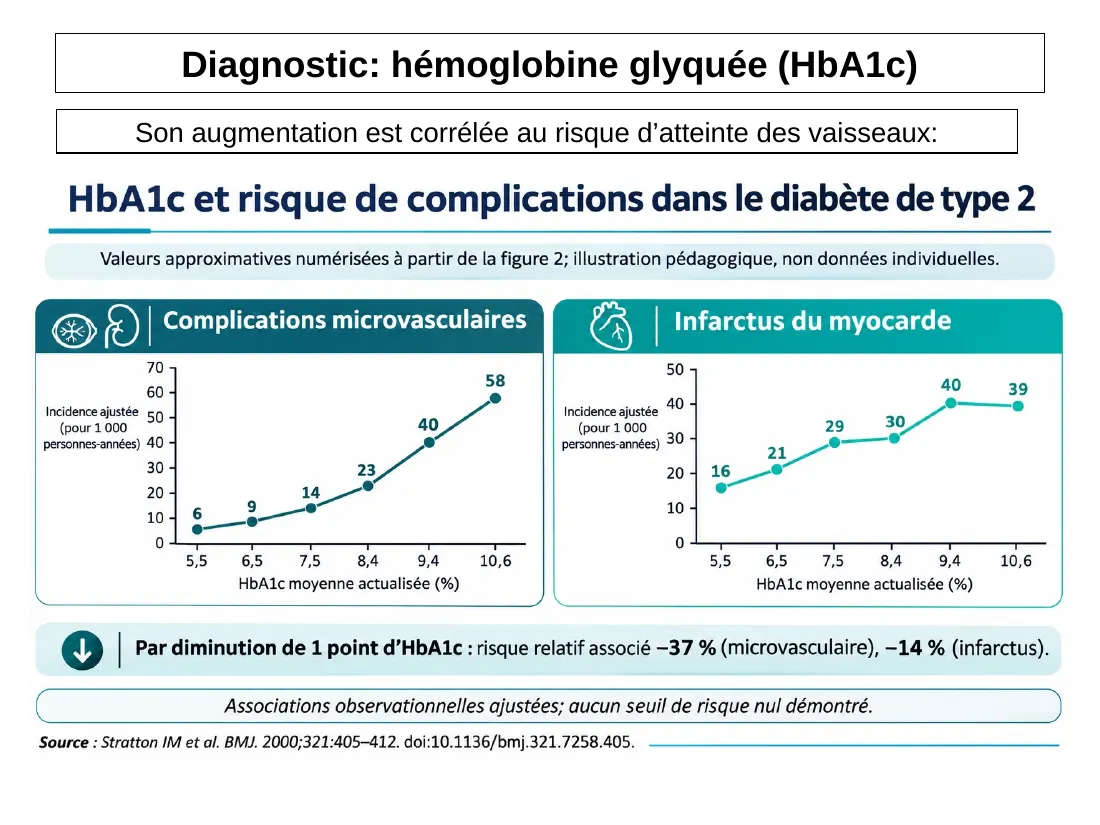 Diagnostic: hémoglobine glyquée (HbA1c)
Son augmentation est corrélée au risque d’atteinte des vaisseaux:
HbA1c et risque de complications dans le diabète de type 2
Valeurs approximatives numérisées à partir de la figure 2; illustration pédagogique, non données individuelles.
Complications microvasculaires
Incidence ajustée
(pour 1 000
personnes-années)
70
60
50
40
30
20
10
0
6
9
14
23
40
58
5,5 6,5 7,5 8,4 9,4 10,6
HbA1c moyenne actualisée (%)
Infarctus du myocarde
Incidence ajustée
(pour 1 000
personnes-années)
50
40
30
20
10
0
16
21
29
30
40
39
5,5 6,5 7,5 8,4 9,4 10,6
HbA1c moyenne actualisée (%)
Par diminution de 1 point d’HbA1c : risque relatif associé −37 % (microvasculaire), −14 % (infarctus).
Associations observationnelles ajustées; aucun seuil de risque nul démontré.
Source : Stratton IM et al. BMJ. 2000;321:405–412. doi:10.1136/bmj.321.7258.405.